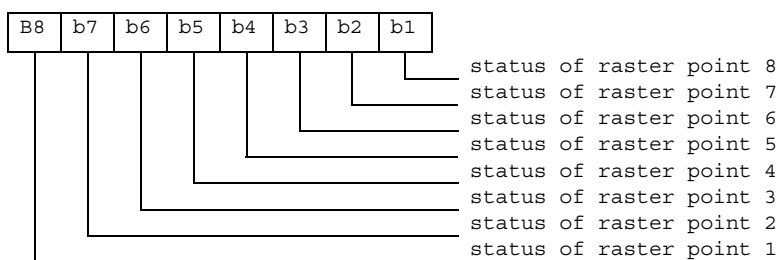 B8 b7 b6 b5 b4 b3 b2 b1
status of raster point 8
status of raster point 7
status of raster point 6
status of raster point 5
status of raster point 4
status of raster point 3
status of raster point 2
status of raster point 1